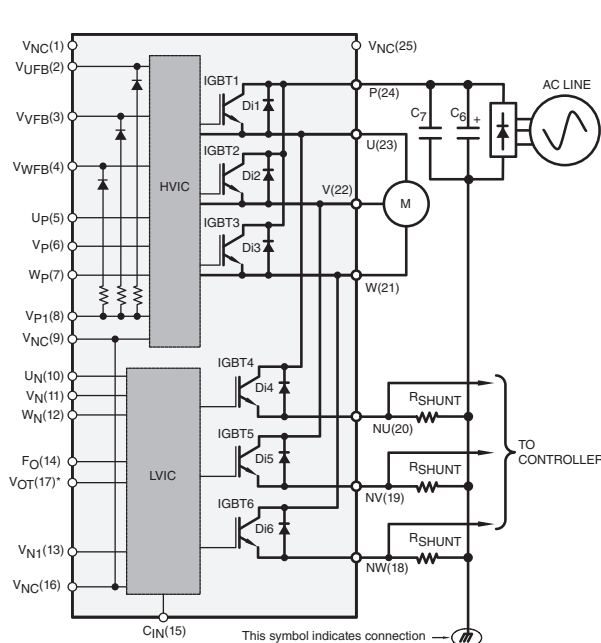 VNC(1)
VUFB(2)
VVFB(3)
VWFB(4)
UP(5)
VP(6)
WP(7)
VP1(8)
VNC(9)
UN(10)
VN(11)
WN(12)
FO(14)
VOT(17)*
VN1(13)
VNC(16)
CIN(15)
HVIC
LVIC
IGBT1
Di1
IGBT2
Di2
IGBT3
Di3
IGBT4
Di4
IGBT5
Di5
IGBT6
Di6
VNC(25)
P(24)
U(23)
V(22)
W(21)
NU(20)
NV(19)
NW(18)
C7
C6
+
AC LINE
M
RSHUNT
RSHUNT
RSHUNT
TO
CONTROLLER
This symbol indicates connection